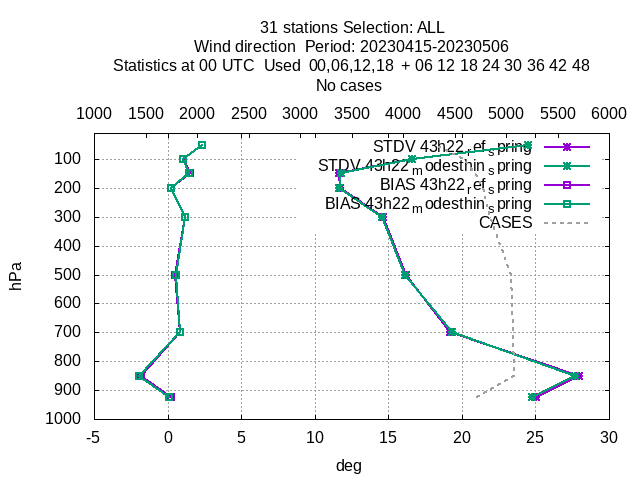 31 stations Selection: ALL
Wind direction Period: 20230415-20230506
Statistics at 00 UTC Used 00,06,12,18 + 06 12 18 24 30 36 42 48
No cases
1000 1500 2000 2500 3000 3500 4000 4500 5000 5500 6000
STDV 43h22_ref_spring
STDV 43h22_modesthin_spring
BIAS 43h22_ref_spring
BIAS 43h22_modesthin_spring
CASES
100
200
300
400
500
600
700
800
900
1000
hPa
-5 0 5 10 15 20 25 30
deg